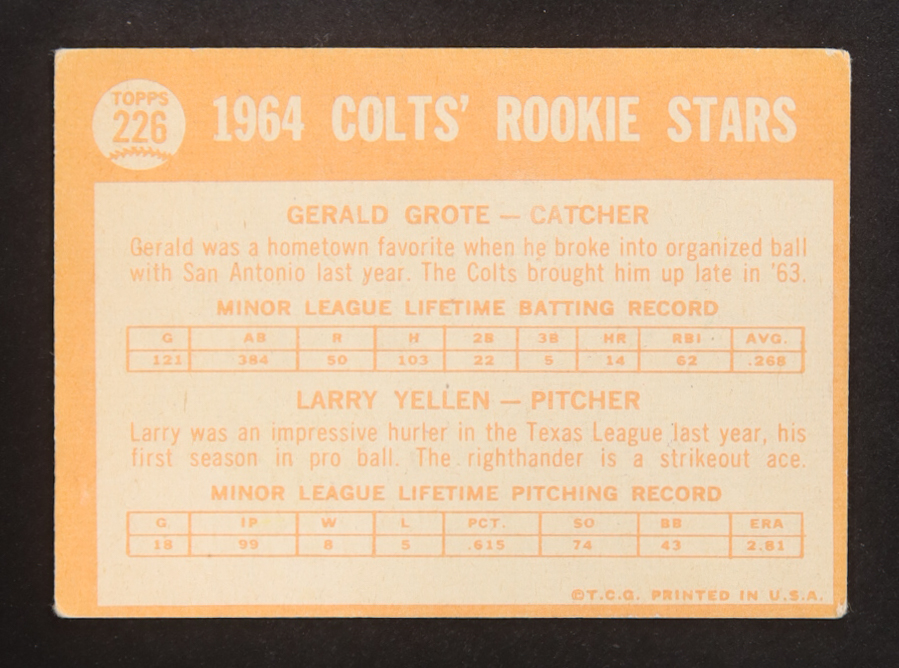 TOPPS
226
1964 COLTS' ROOKIE STARS
GERALD GROTE — CATCHER
Gerald was a hometown favorite when he broke into organized ball
with San Antonio last year. The Colts brought him up late in '63.
MINOR LEAGUE LIFETIME BATTING RECORD
G AB R H 2B 3B HR RBI AVG.
121 384 50 103 22 5 14 62 .268
LARRY YELLEN — PITCHER
Larry was an impressive hurler in the Texas League last year, his
first season in pro ball. The righthander is a strikeout ace.
MINOR LEAGUE LIFETIME PITCHING RECORD
G IP W L PCT. SO BB ERA
18 99 8 5 .615 74 43 2.81
©T.C.G. PRINTED IN U.S.A.